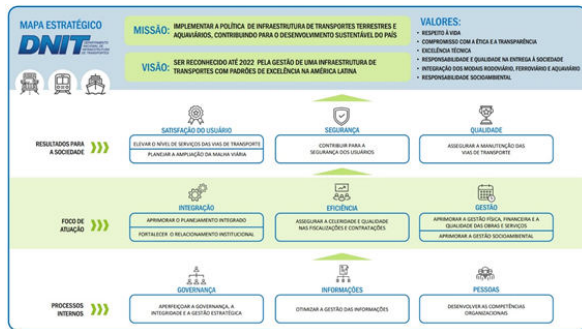 MAPA ESTRATÉGICO
DNIT
DEPARTAMENTO
NACIONAL DE
INFRAESTRUTURA
DE TRANSPORTES
MISSÃO:
IMPLEMENTAR A POLÍTICA DE INFRAESTRUTURA DE TRANSPORTES TERRESTRES E
AQUAVIÁRIOS, CONTRIBUINDO PARA O DESENVOLVIMENTO SUSTENTÁVEL DO PAÍS
VISÃO:
SER RECONHECIDO ATÉ 2022 PELA GESTÃO DE UMA INFRAESTRUTURA DE
TRANSPORTES COM PADRÕES DE EXCELÊNCIA NA AMÉRICA LATINA
VALORES:
• RESPEITO À VIDA
• COMPROMISSO COM A ÉTICA E A TRANSPARÊNCIA
• EXCELÊNCIA TÉCNICA
• RESPONSABILIDADE E QUALIDADE NA ENTREGA À SOCIEDADE
• INTEGRAÇÃO DOS MODAIS RODOVIÁRIO, FERROVIÁRIO E AQUAVIÁRIO
• RESPONSABILIDADE SOCIOAMBIENTAL
RESULTADOS PARA
A SOCIEDADE
SATISFAÇÃO DO USUÁRIO
ELEVAR O NÍVEL DE SERVIÇOS DAS VIAS DE TRANSPORTE
PLANEJAR A AMPLIAÇÃO DA MALHA VIÁRIA
SEGURANÇA
CONTRIBUIR PARA A
SEGURANÇA DOS USUÁRIOS
QUALIDADE
ASSEGURAR A MANUTENÇÃO DAS
VIAS DE TRANSPORTE
FOCO DE
ATUAÇÃO
INTEGRAÇÃO
APRIMORAR O PLANEJAMENTO INTEGRADO
FORTALECER O RELACIONAMENTO INSTITUCIONAL
EFICIÊNCIA
ASSEGURAR A CELERIDADE E QUALIDADE
NAS FISCALIZAÇÕES E CONTRATAÇÕES
GESTÃO
APRIMORAR A GESTÃO FÍSICA, FINANCEIRA E A
QUALIDADE DAS OBRAS E SERVIÇOS
APRIMORAR A GESTÃO SOCIOAMBIENTAL
PROCESSOS
INTERNOS
GOVERNANÇA
APERFEIÇOAR A GOVERNANÇA, A
INTEGRIDADE E A GESTÃO ESTRATÉGICA
INFORMAÇÕES
OTIMIZAR A GESTÃO DAS INFORMAÇÕES
PESSOAS
DESENVOLVER AS COMPETÊNCIAS
ORGANIZACIONAIS